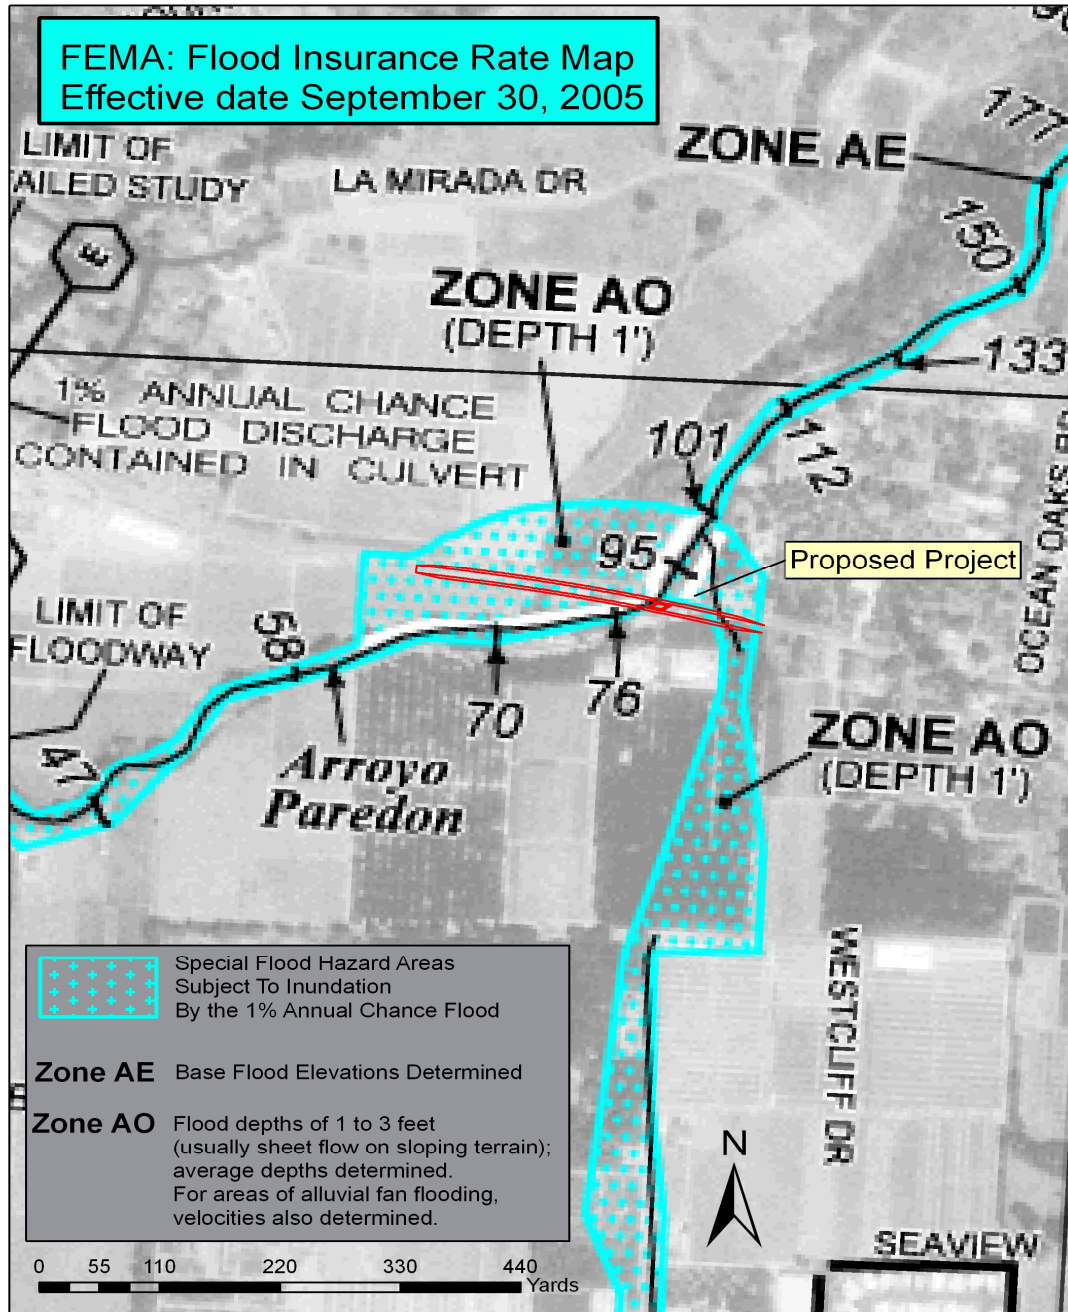 FEMA: Flood Insurance Rate Map
Effective date September 30, 2005
177
ZONE AE
LIMIT OF
AILED STUDY
LA MIRADA DR
150
E
ZONE AO
(DEPTH 1')
133
1% ANNUAL CHANCE
FLOOD DISCHARGE
CONTAINED IN CULVERT
101
112
OCEAN OAKS RD
95
Proposed Project
LIMIT OF
FLOODWAY
58
70
76
47
Arroyo
Paredon
ZONE AO
(DEPTH 1')
WESTCLIFF DR
Special Flood Hazard Areas
Subject To Inundation
By the 1% Annual Chance Flood
Zone AE Base Flood Elevations Determined
Zone AO Flood depths of 1 to 3 feet
(usually sheet flow on sloping terrain);
average depths determined.
For areas of alluvial fan flooding,
velocities also determined.
N
SEAVIEW
0 55 110 220 330 440
Yards